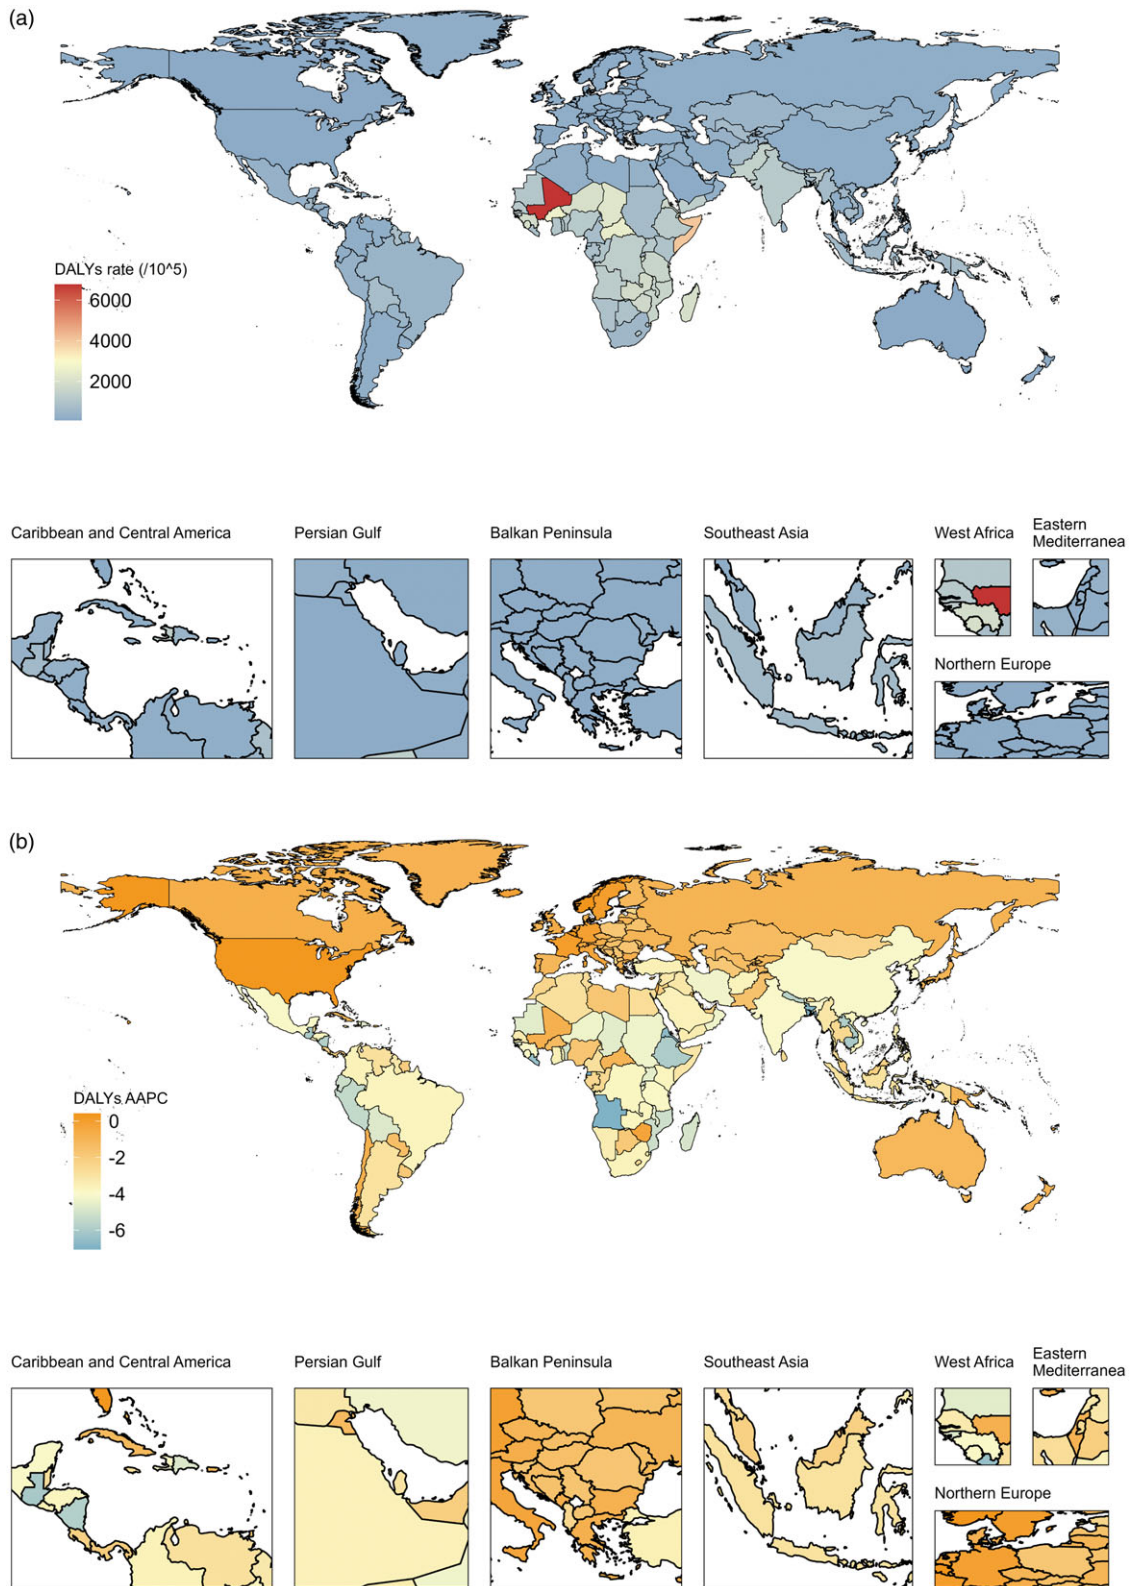 (a)
DALYs rate (/10^5)
6000
4000
2000
Caribbean and Central America
Persian Gulf
Balkan Peninsula
Southeast Asia
West Africa
Eastern
Mediterranea
Northern Europe
(b)
DALYs AAPC
0
-2
-4
-6
Caribbean and Central America
Persian Gulf
Balkan Peninsula
Southeast Asia
West Africa
Eastern
Mediterranea
Northern Europe